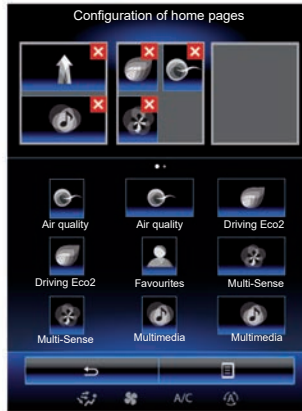 Configuration of home pages
Air quality Air quality Driving Eco2
Driving Eco2 Favourites Multi-Sense
Multi-Sense Multimedia Multimedia
A/C A